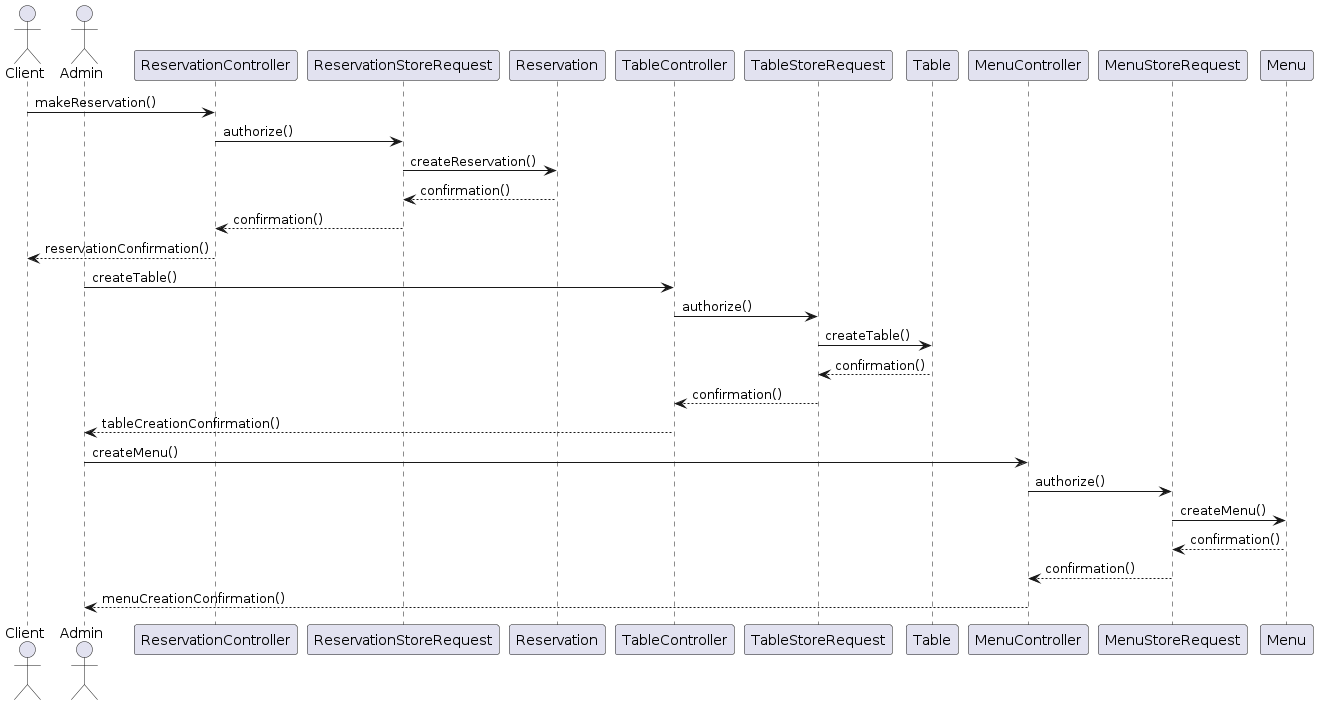 Client
Admin
ReservationController
ReservationStoreRequest
Reservation
TableController
TableStoreRequest
Table
MenuController
MenuStoreRequest
Menu
makeReservation()
authorize()
createReservation()
confirmation()
confirmation()
reservationConfirmation()
createTable()
authorize()
createTable()
confirmation()
confirmation()
tableCreationConfirmation()
createMenu()
authorize()
createMenu()
confirmation()
confirmation()
menuCreationConfirmation()
Client
Admin
ReservationController
ReservationStoreRequest
Reservation
TableController
TableStoreRequest
Table
MenuController
MenuStoreRequest
Menu